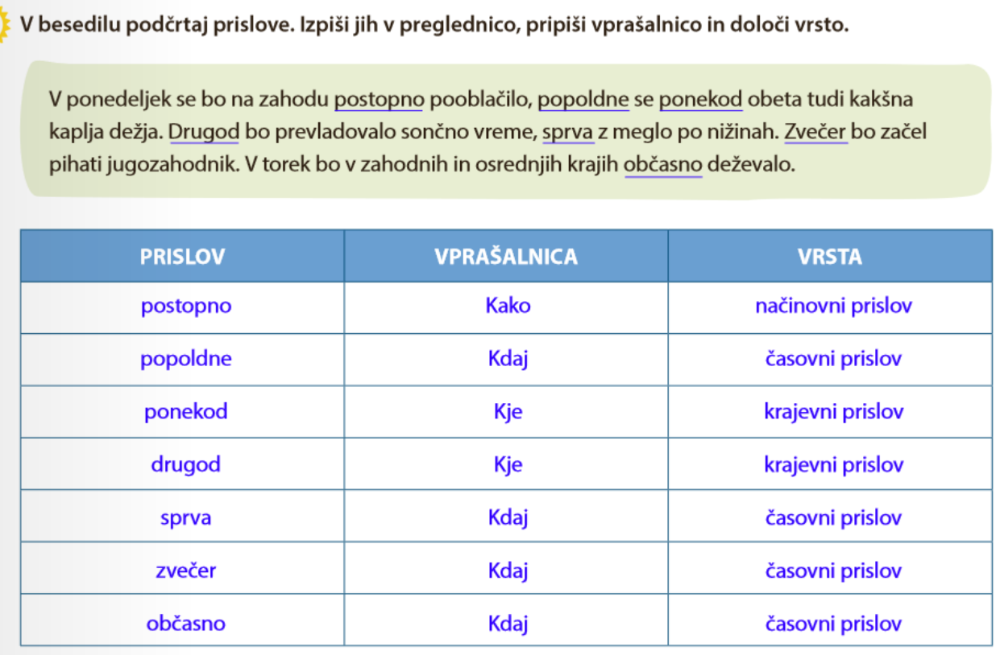 V besedilu podčrtaj prislove. Izpiši jih v preglednico, pripiši vprašalnico in določi vrsto.
V ponedeljek se bo na zahodu postopno pooblačilo, popoldne se ponekod obeta tudi kakšna
kaplja dežja. Drugod bo prevladovalo sončno vreme, sprva z meglo po nižinah. Zvečer bo začel
pihati jugozahodnik. V torek bo v zahodnih in osrednjih krajih občasno deževalo.
PRISLOV VPRAŠALNICA VRSTA
postopno Kako načinovni prislov
popoldne Kdaj časovni prislov
ponekod Kje krajevni prislov
drugod Kje krajevni prislov
sprva Kdaj časovni prislov
zvečer Kdaj časovni prislov
občasno Kdaj časovni prislov